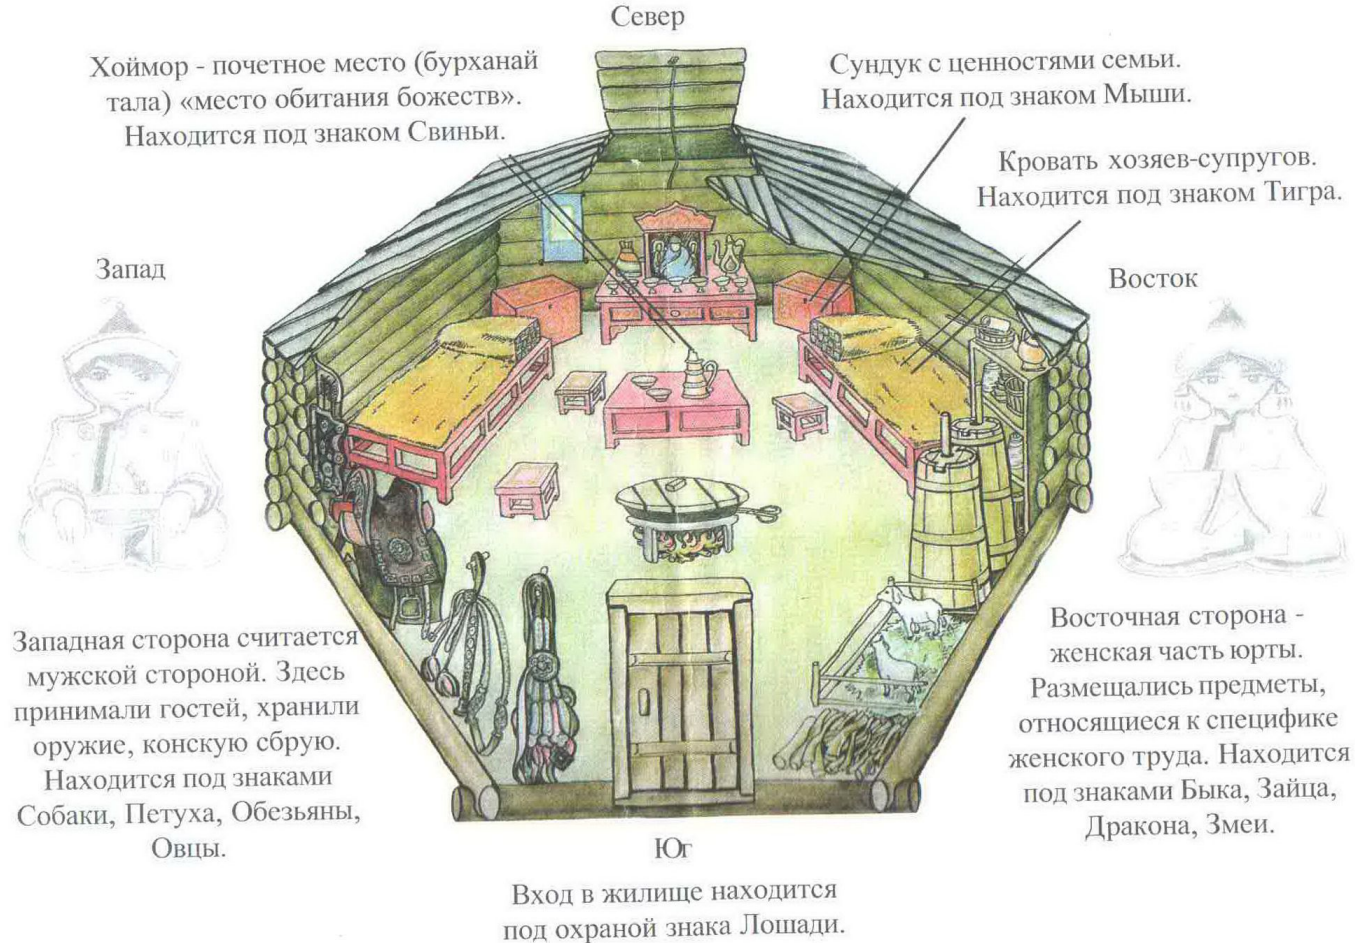 Север
Хоймор - почетное место (бурханай
тала) «место обитания божеств».
Находится под знаком Свиньи.
Сундук с ценностями семьи.
Находится под знаком Мыши.
Кровать хозяев-супругов.
Находится под знаком Тигра.
Запад
Восток
Западная сторона считается
мужской стороной. Здесь
принимали гостей, хранили
оружие, конскую сбрую.
Находится под знаками
Собаки, Петуха, Обезьяны,
Овцы.
Восточная сторона -
женская часть юрты.
Размещались предметы,
относящиеся к специфике
женского труда. Находится
под знаками Быка, Зайца,
Дракона, Змеи.
Юг
Вход в жилище находится
под охраной знака Лошади.